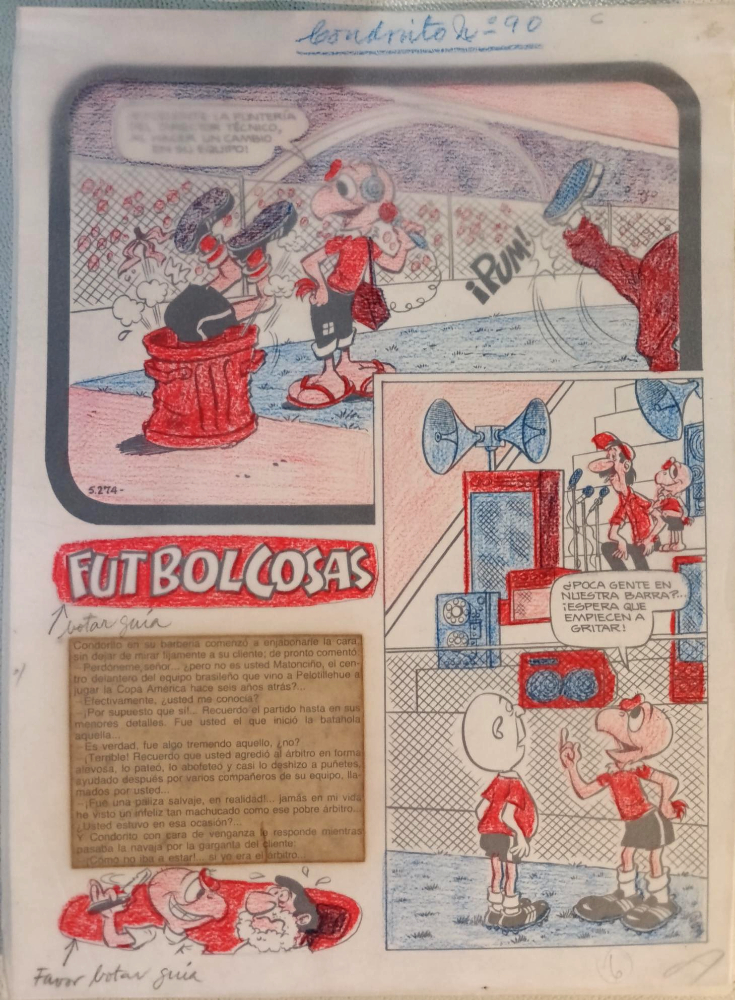 Condorito Nº 90
¡EXCELENTE LA PUNTERÍA
DEL DIRECTOR TÉCNICO,
AL HACER UN CAMBIO
EN SU EQUIPO!
¡PUM!
5.274-
¿POCA GENTE EN
NUESTRA BARRA?...
¡ESPERA QUE
EMPIECEN A
GRITAR!
FUTBOLCOSAS
botar guía
Condorito en su barbería comenzó a enjabonarle la cara
sin dejar de mirar fijamente a su cliente; de pronto comentó
—Perdóneme, señor... ¿pero no es usted Matonciño, el cen-
tro delantero del equipo brasileño que vino a Pelotillehue a
jugar la Copa América hace seis años atrás?...
—Efectivamente, ¿usted me conocía?
—¡Por supuesto que sí!... Recuerdo el partido hasta en sus
menores detalles. Fue usted el que inició la batahola
aquella...
—Es verdad, fue algo tremendo aquello, ¿no?
—¡Terrible! Recuerdo que usted agredió al árbitro en forma
alevosa, lo pateó, lo abofeteó y casi lo deshizo a puñetes,
ayudado después por varios compañeros de su equipo, lla-
mados por usted...
—¡Fue una paliza salvaje, en realidad!... jamás en mi vida
he visto un infeliz tan machucado como ese pobre árbitro...
¿Usted estuvo en esa ocasión?...
Y Condorito con cara de venganza le responde mientras
pasaba la navaja por la garganta del cliente:
—¡Cómo no iba a estar!... si yo era el árbitro...
Favor botar guía
6